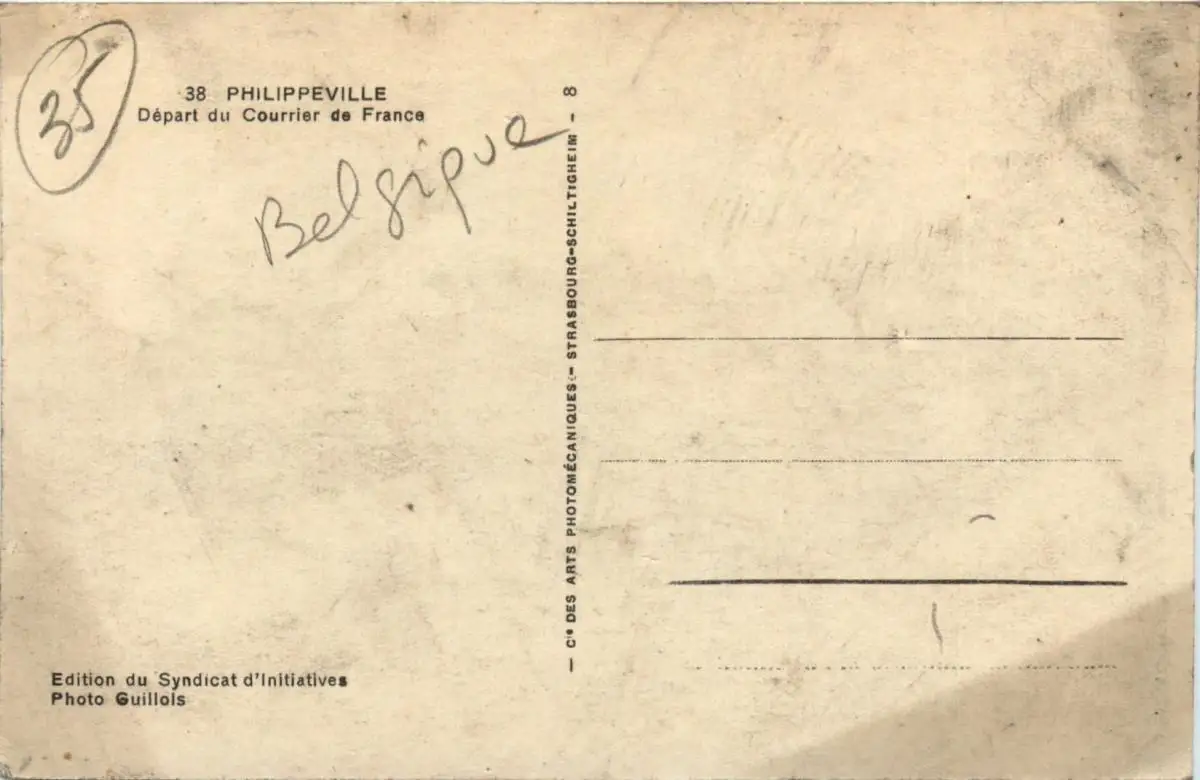 35
38 PHILIPPEVILLE
Départ du Courrier de France
Belgique
— Cie DES ARTS PHOTOMÉCANIQUES — STRASBOURG-SCHILTIGHEIM - 8
Edition du Syndicat d'Initiatives
Photo Guillois